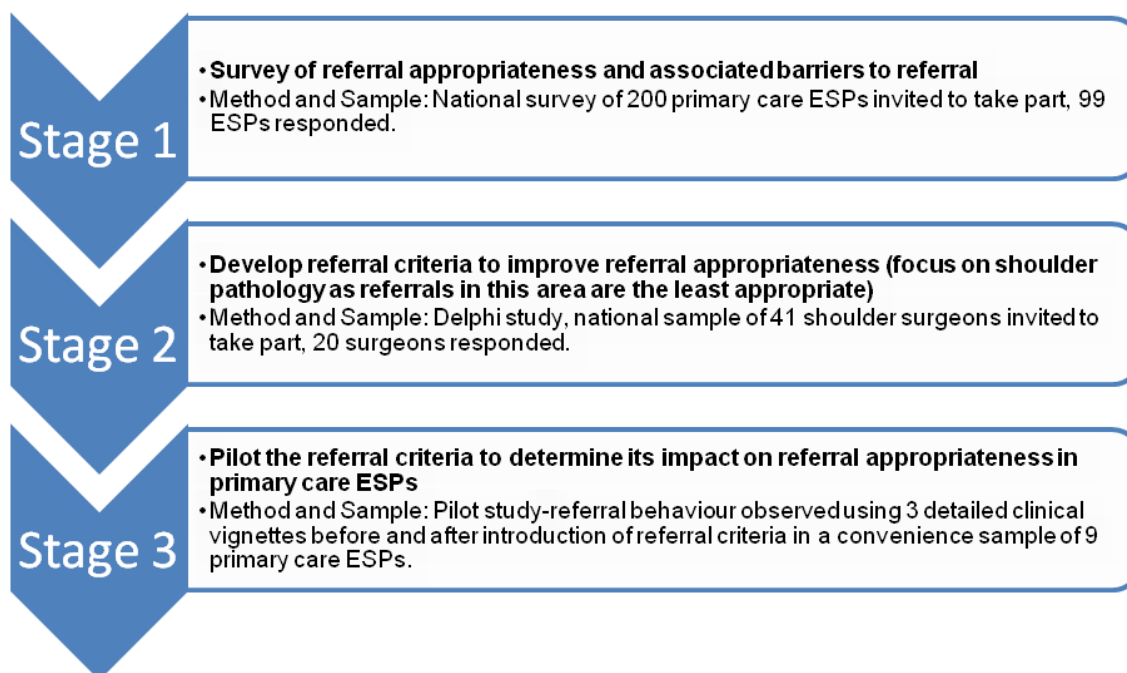 Stage 1
•Survey of referral appropriateness and associated barriers to referral
•Method and Sample: National survey of 200 primary care ESPs invited to take part, 99
ESPs responded.
Stage 2
•Develop referral criteria to improve referral appropriateness (focus on shoulder
pathology as referrals in this area are the least appropriate)
•Method and Sample: Delphi study, national sample of 41 shoulder surgeons invited to
take part, 20 surgeons responded.
Stage 3
•Pilot the referral criteria to determine its impact on referral appropriateness in
primary care ESPs
•Method and Sample: Pilot study-referral behaviour observed using 3 detailed clinical
vignettes before and after introduction of referral criteria in a convenience sample of 9
primary care ESPs.